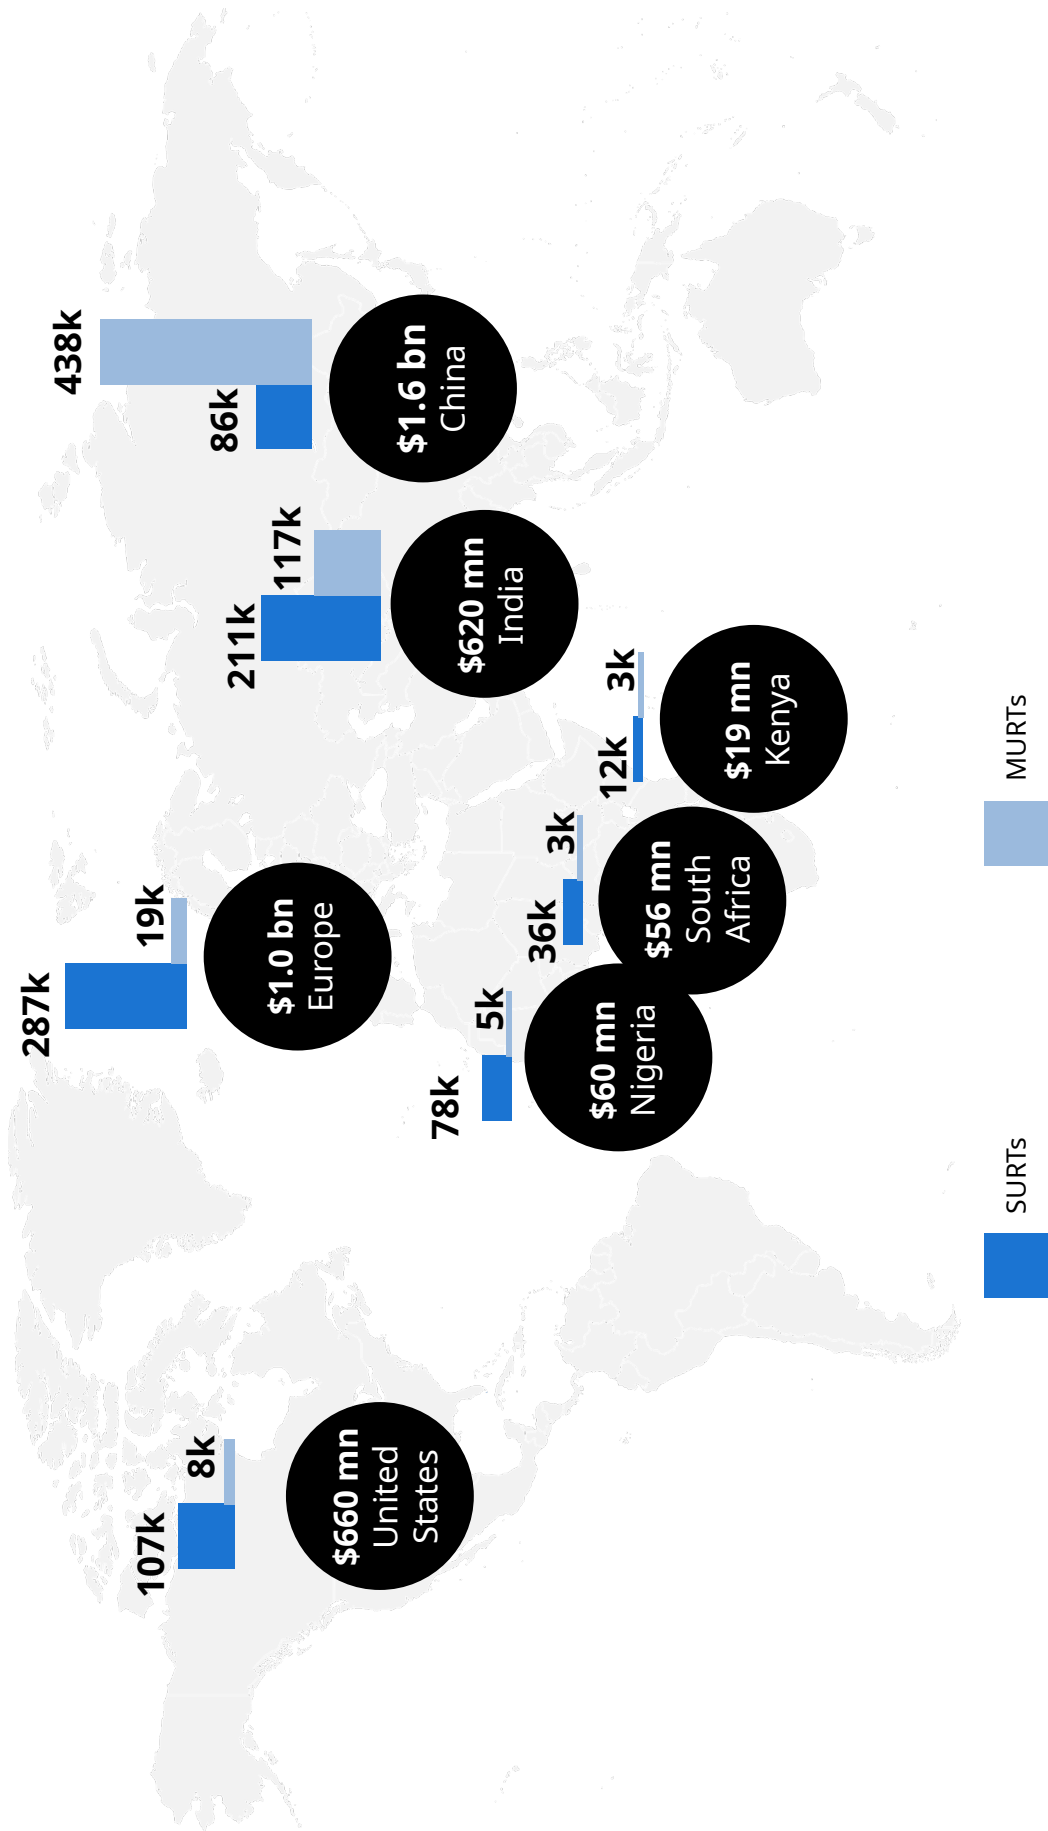 107k
8k
$660 mn
United
States
287k
19k
$1.0 bn
Europe
78k
5k
$60 mn
Nigeria
36k
3k
$56 mn
South
Africa
12k
3k
$19 mn
Kenya
211k
117k
$620 mn
India
86k
438k
$1.6 bn
China
SURTs
MURTs